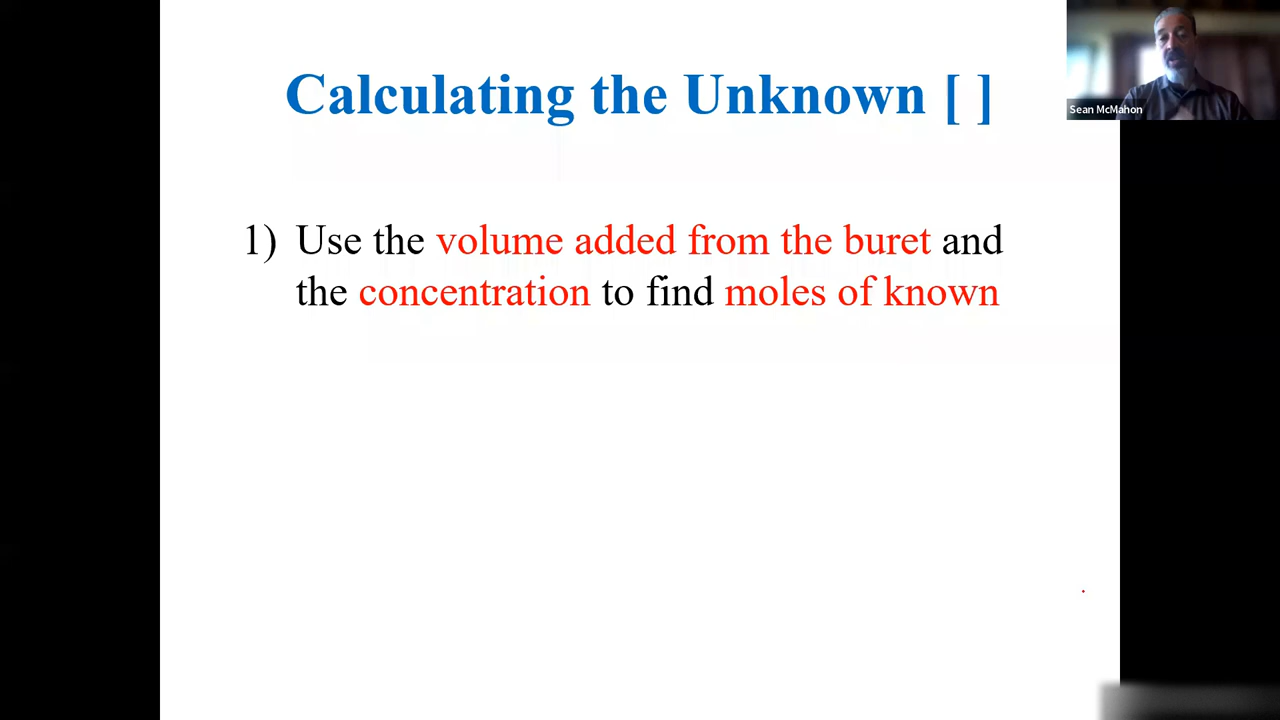 Calculating the Unknown [ ]
Sean McMahon
1) Use the volume added from the buret and
the concentration to find moles of known